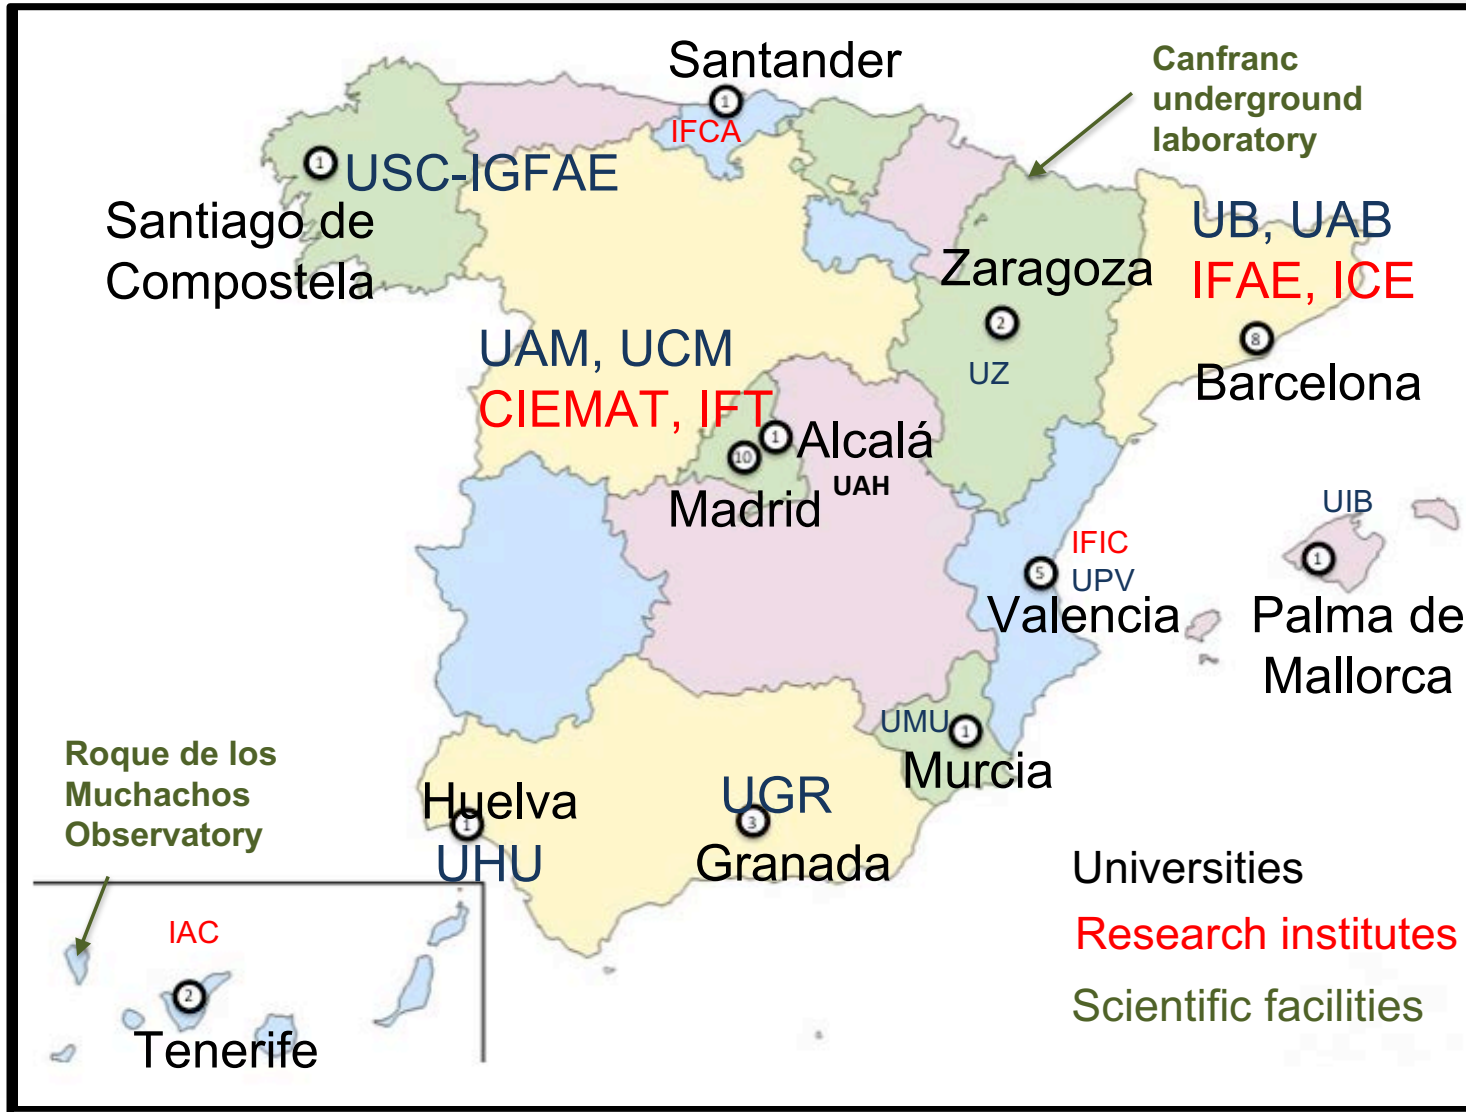 Santander
1
IFCA
Canfranc
underground
laboratory
1
USC-IGFAE
Santiago de
Compostela
UB, UAB
IFAE, ICE
8
Barcelona
Zaragoza
2
UZ
UAM, UCM
CIEMAT, IFT
1
Alcalá
UAH
10
Madrid
UIB
1
Palma de
Mallorca
IFIC
UPV
5
Valencia
UMU
1
Murcia
Roque de los
Muchachos
Observatory
Huelva
1
UHU
UGR
3
Granada
IAC
2
Tenerife
Universities
Research institutes
Scientific facilities